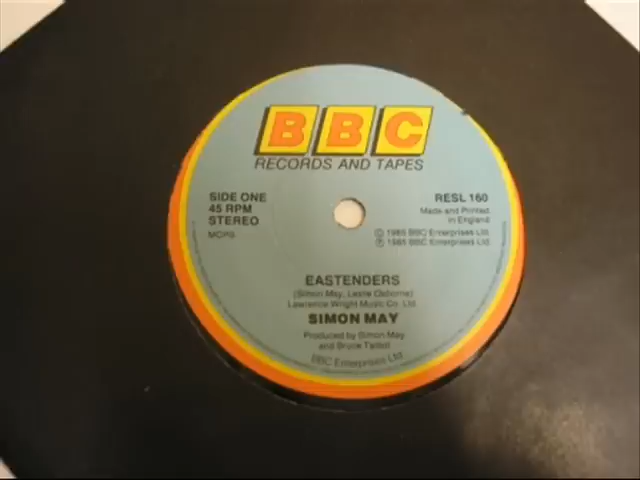 BBC
RECORDS AND TAPES
SIDE ONE
45 RPM
STEREO
MCPS
RESL 160
Made and Printed
in England
© 1985 BBC Enterprises Ltd.
℗ 1985 BBC Enterprises Ltd.
EASTENDERS
(Simon May, Leslie Osborne)
Lawrence Wright Music Co. Ltd.
SIMON MAY
Produced by Simon May
and Bruce Talbot
BBC Enterprises Ltd